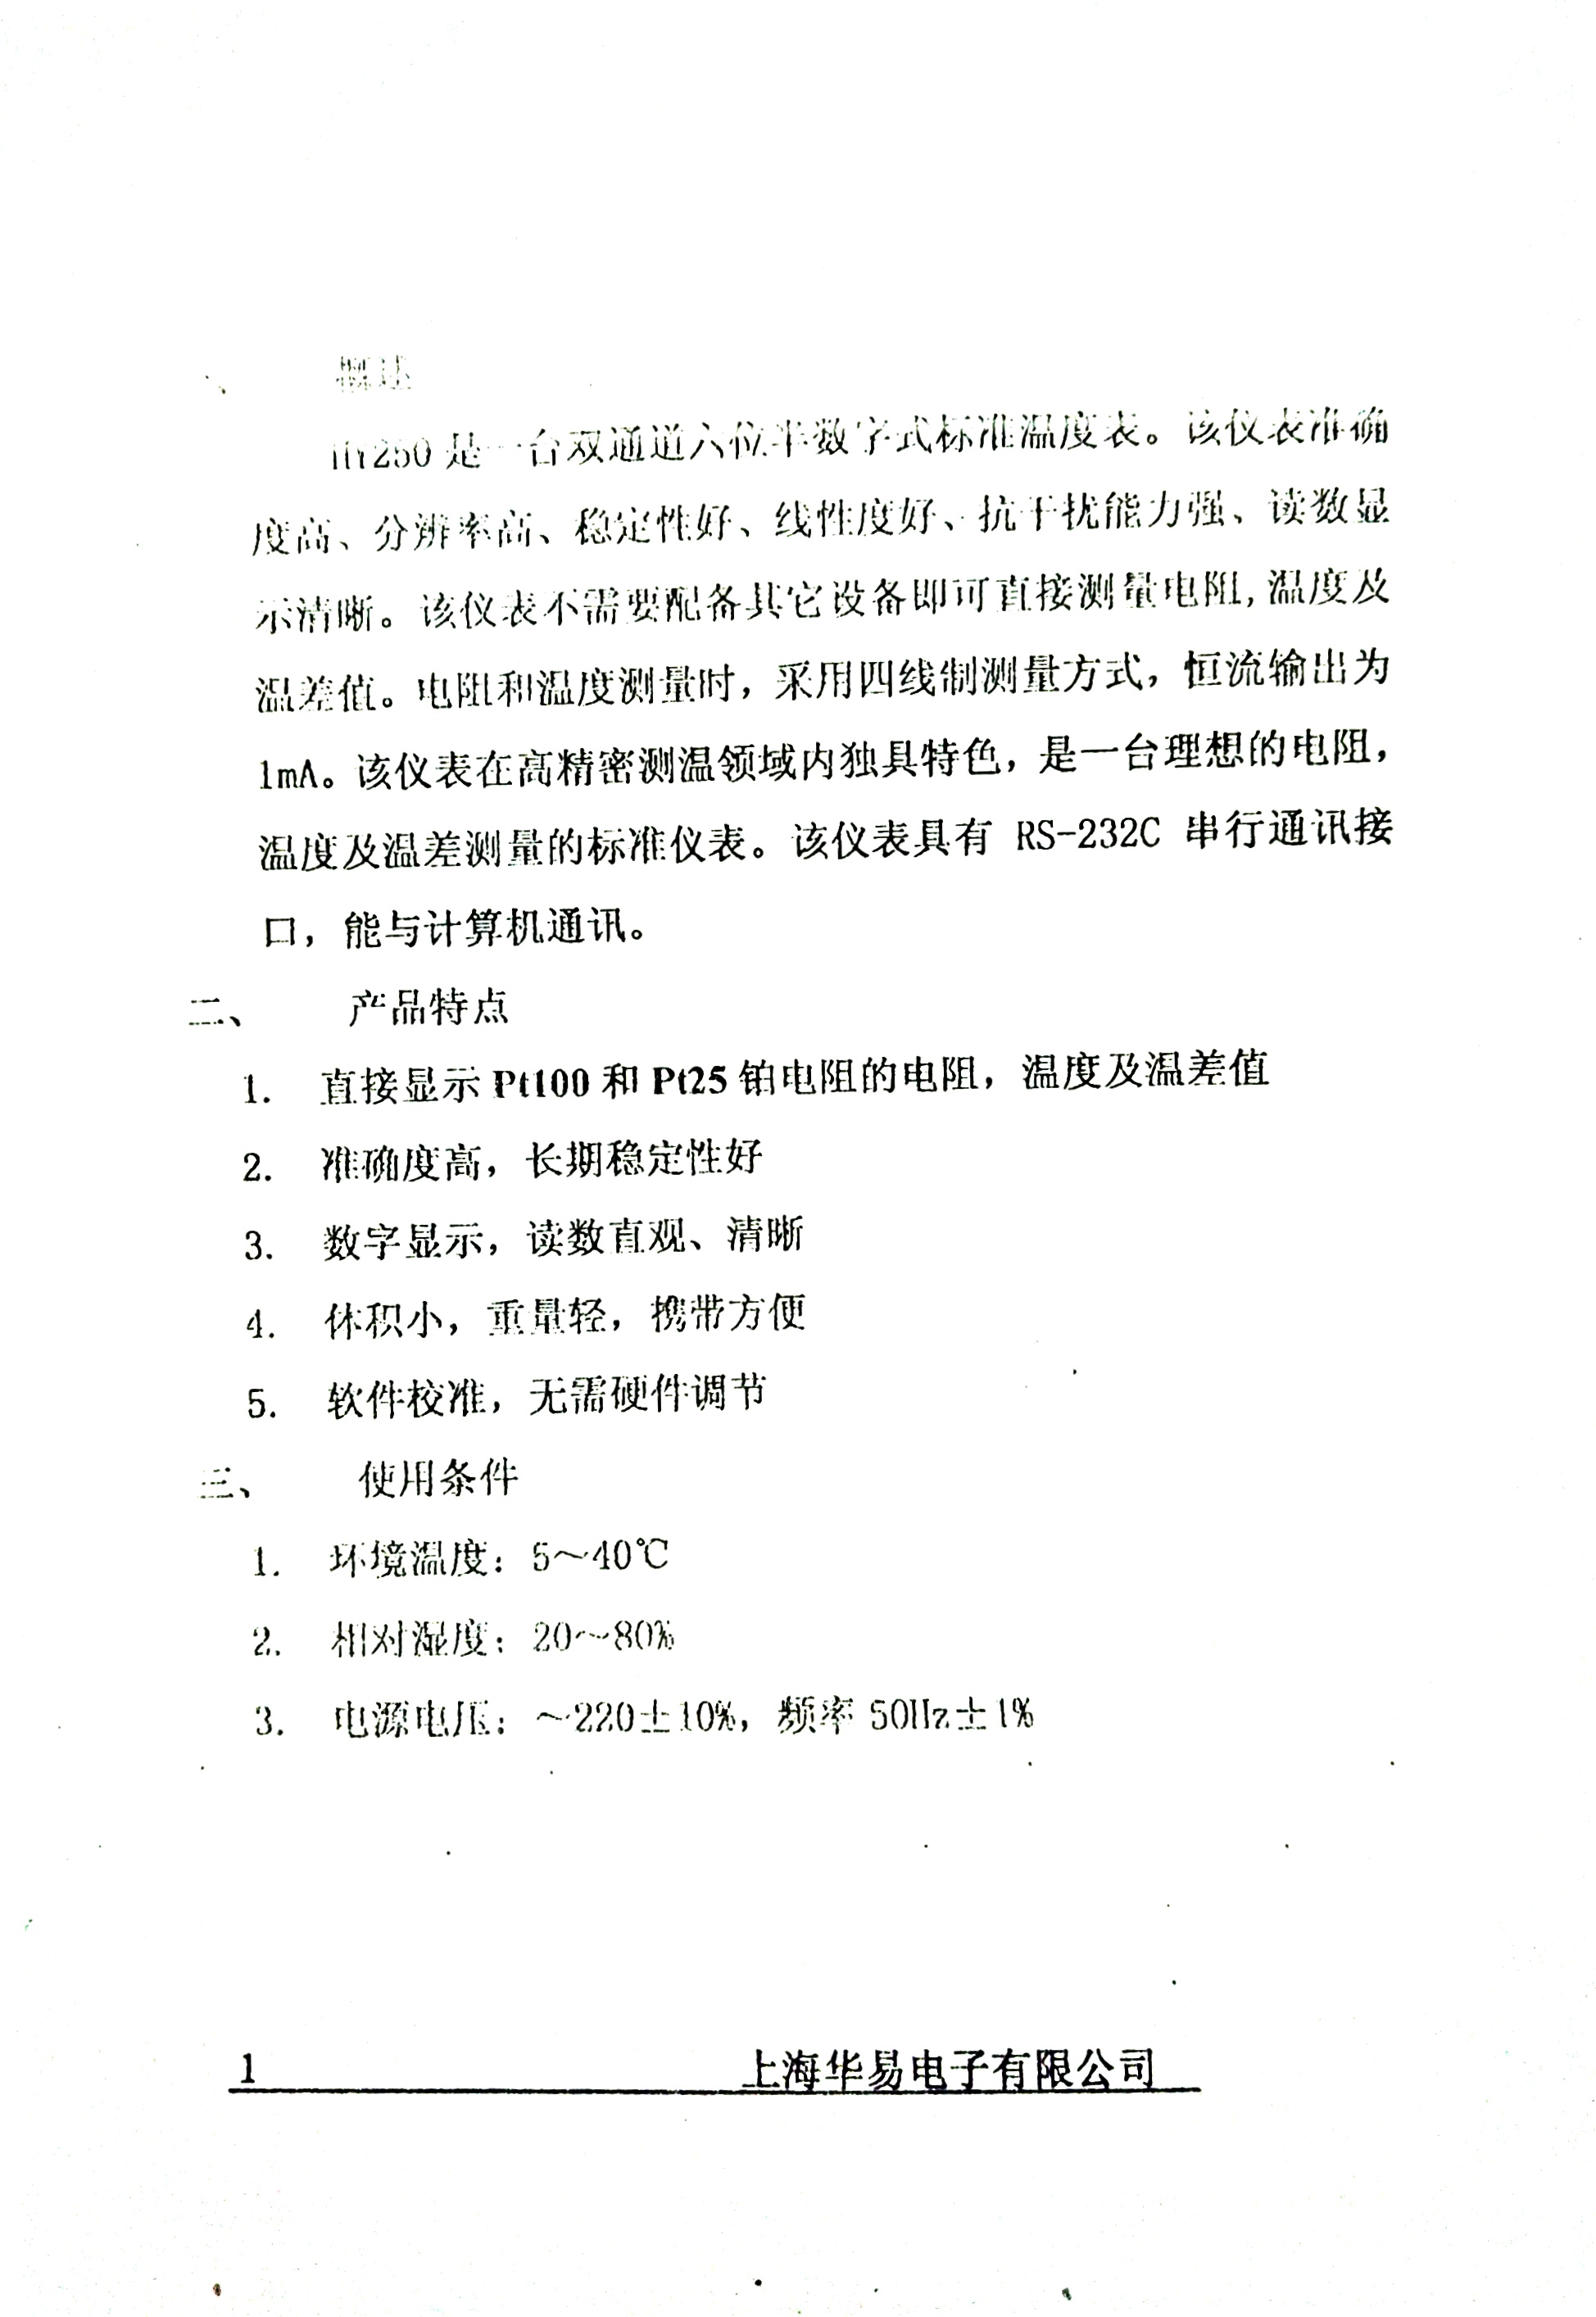 、 概述
HY250 是一台双通道六位半数字式标准温度表。该仪表准确
度高、分辨率高、稳定性好、线性度好、抗干扰能力强、读数显
示清晰。该仪表不需要配备其它设备即可直接测量电阻,温度及
温差值。电阻和温度测量时，采用四线制测量方式，恒流输出为
1mA。该仪表在高精密测温领域内独具特色，是一台理想的电阻，
温度及温差测量的标准仪表。该仪表具有 RS-232C 串行通讯接
口，能与计算机通讯。
二、 产品特点
1. 直接显示 Pt100 和 Pt25 铂电阻的电阻，温度及温差值
2. 准确度高，长期稳定性好
3. 数字显示，读数直观、清晰
4. 体积小，重量轻，携带方便
5. 软件校准，无需硬件调节
三、 使用条件
1. 环境温度：5～40℃
2. 相对湿度：20～80%
3. 电源电压：～220±10%，频率 50Hz±1%
1 上海华易电子有限公司